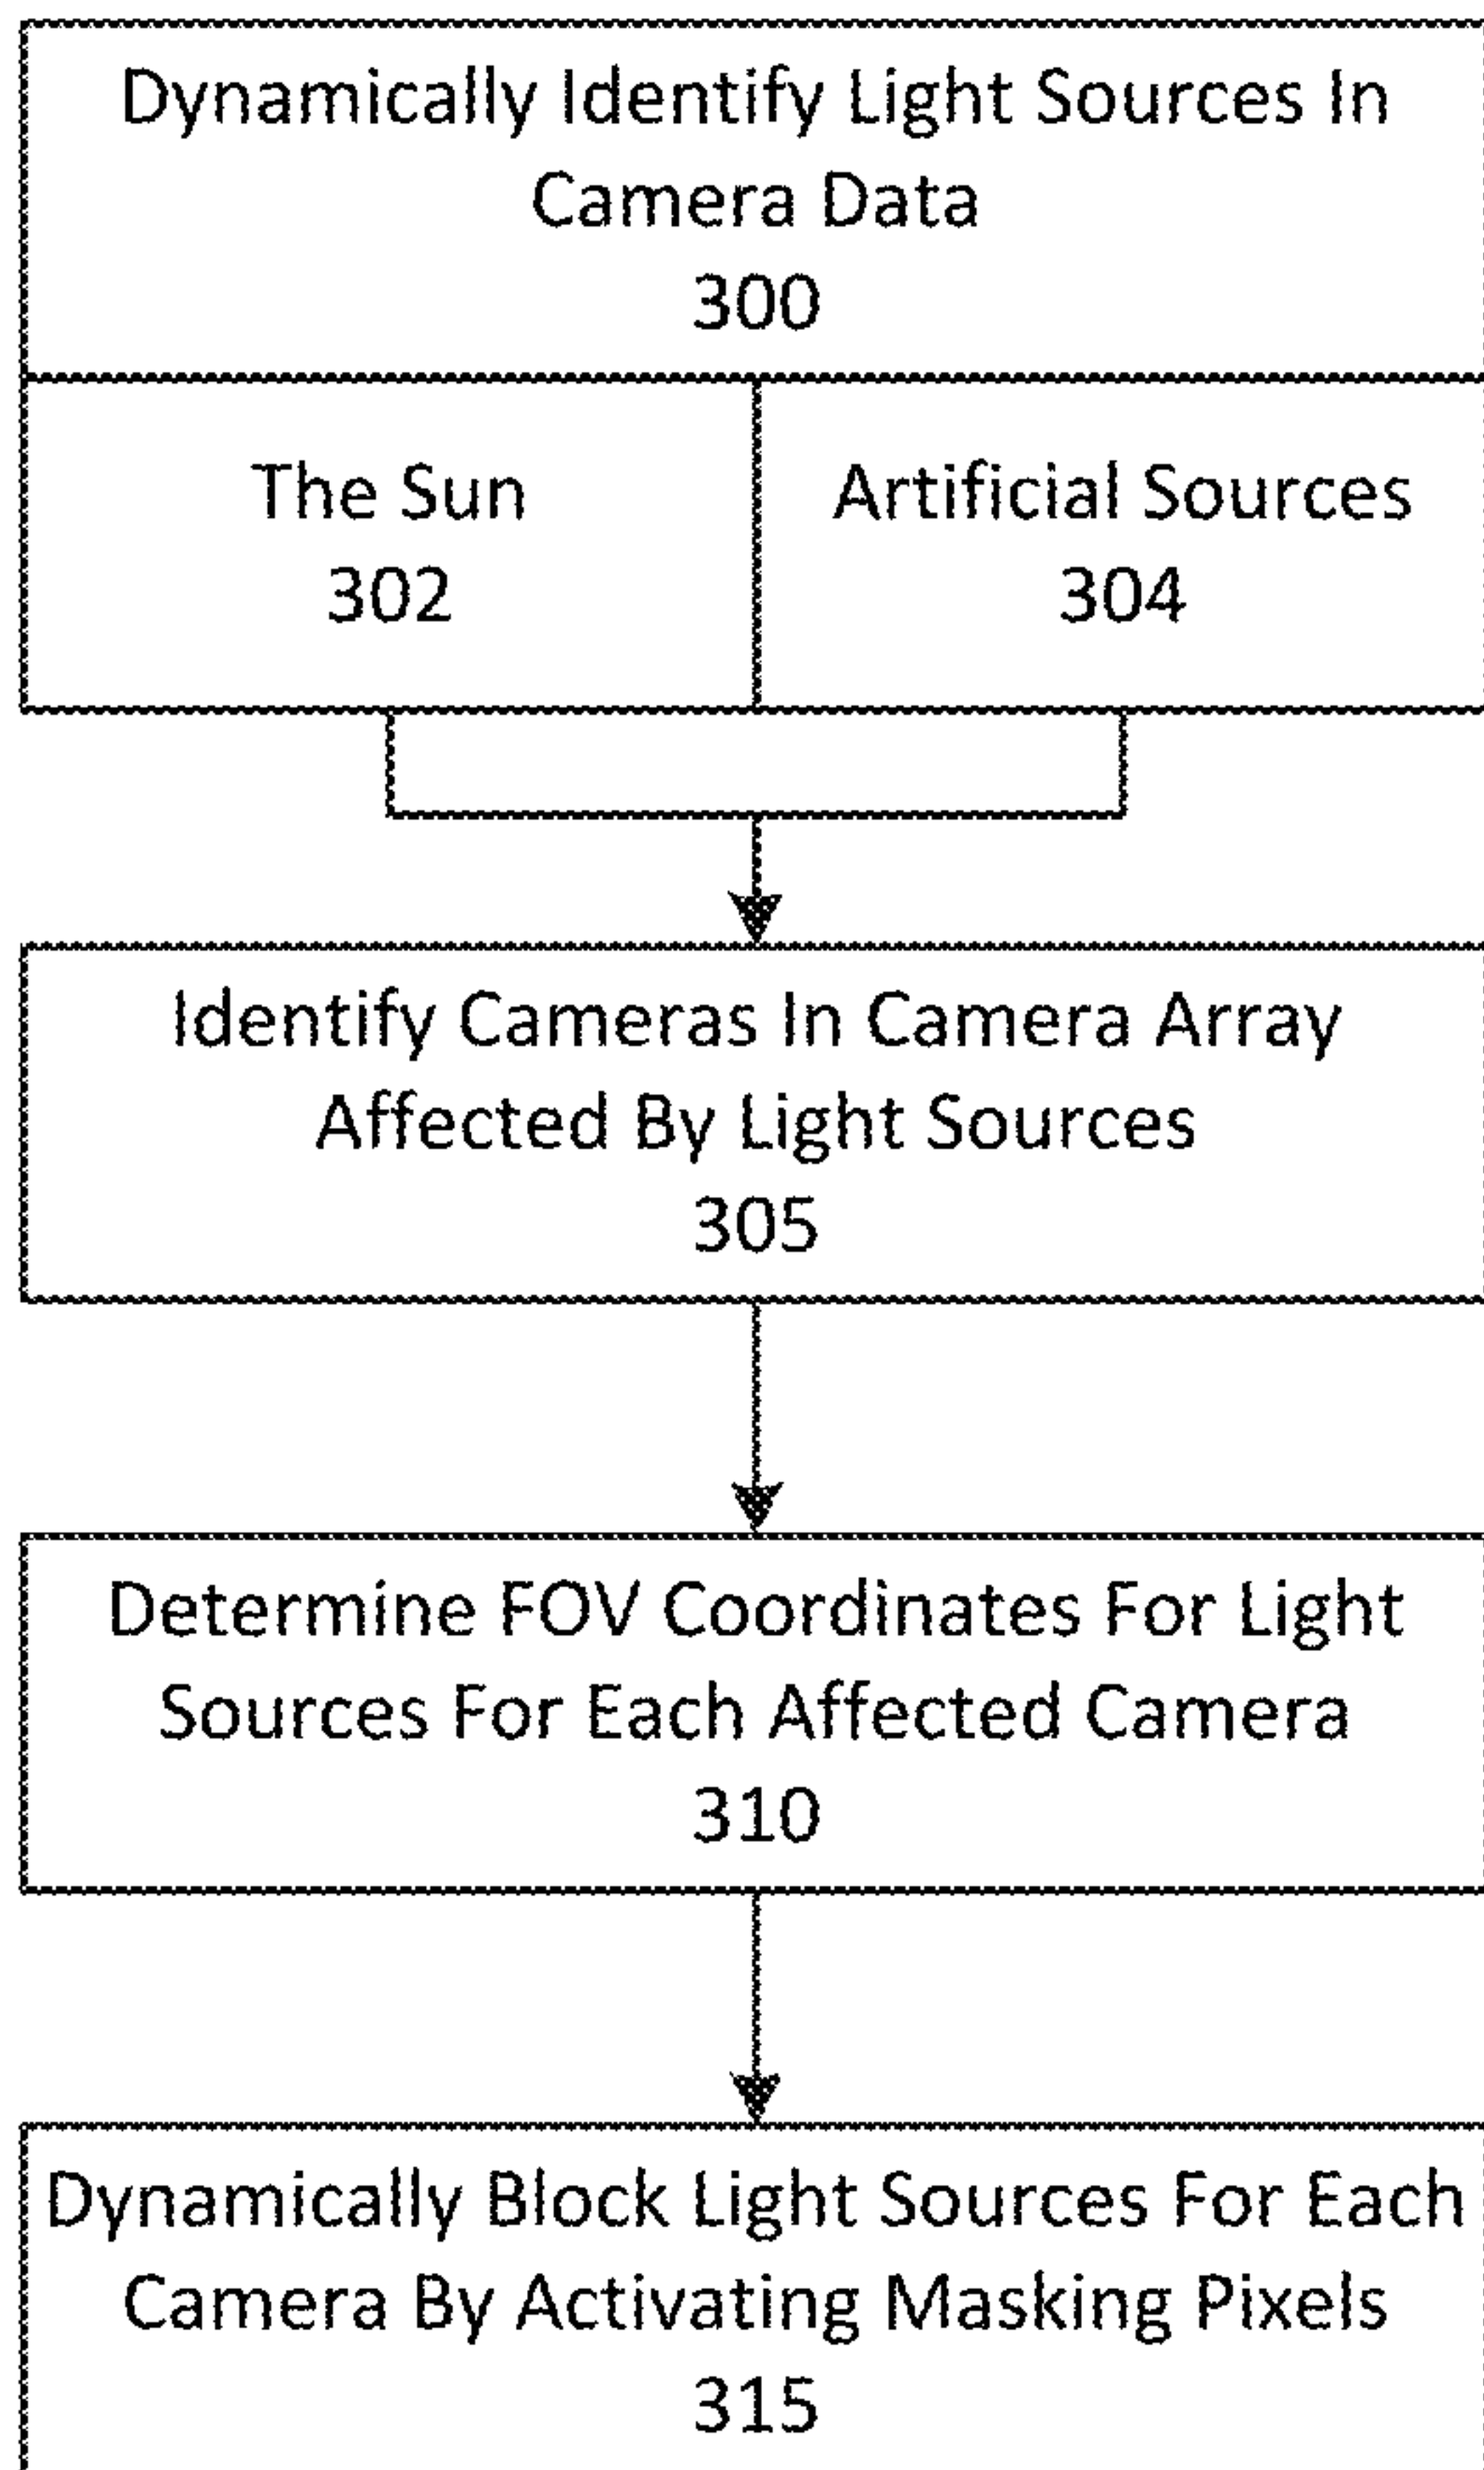 Dynamically Identify Light Sources In
Camera Data
300
The Sun
302
Artificial Sources
304
Identify Cameras In Camera Array
Affected By Light Sources
305
Determine FOV Coordinates For Light
Sources For Each Affected Camera
310
Dynamically Block Light Sources For Each
Camera By Activating Masking Pixels
315